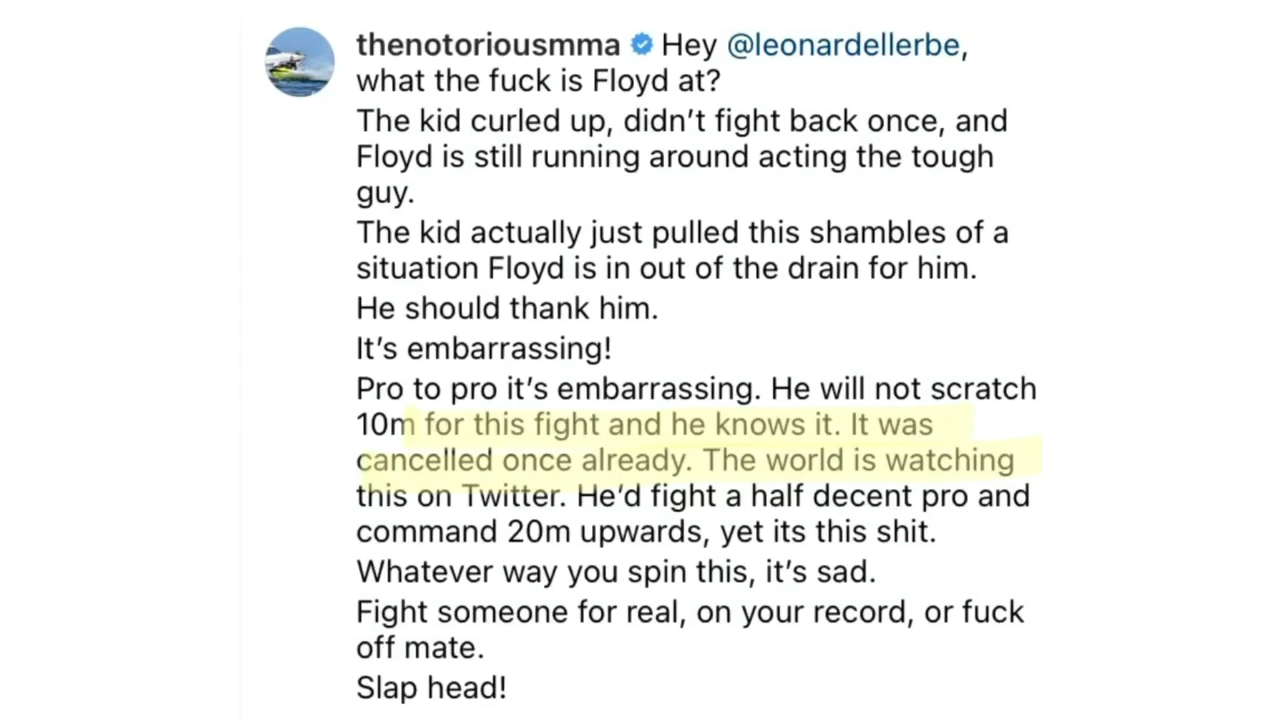 thenotoriousmma Hey @leonardellerbe,
what the fuck is Floyd at?
The kid curled up, didn’t fight back once, and
Floyd is still running around acting the tough
guy.
The kid actually just pulled this shambles of a
situation Floyd is in out of the drain for him.
He should thank him.
It’s embarrassing!
Pro to pro it’s embarrassing. He will not scratch
10m for this fight and he knows it. It was
cancelled once already. The world is watching
this on Twitter. He’d fight a half decent pro and
command 20m upwards, yet its this shit.
Whatever way you spin this, it’s sad.
Fight someone for real, on your record, or fuck
off mate.
Slap head!